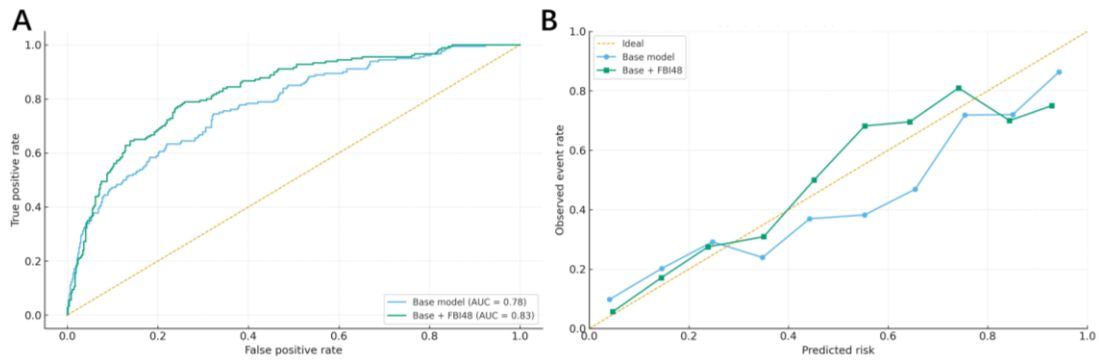 A
1.0
0.8
0.6
0.4
0.2
0.0
True positive rate
0.0 0.2 0.4 0.6 0.8 1.0
False positive rate
Base model (AUC = 0.78)
Base + FBI48 (AUC = 0.83)
B
1.0
0.8
0.6
0.4
0.2
0.0
Observed event rate
0.0 0.2 0.4 0.6 0.8 1.0
Predicted risk
Ideal
Base model
Base + FBI48